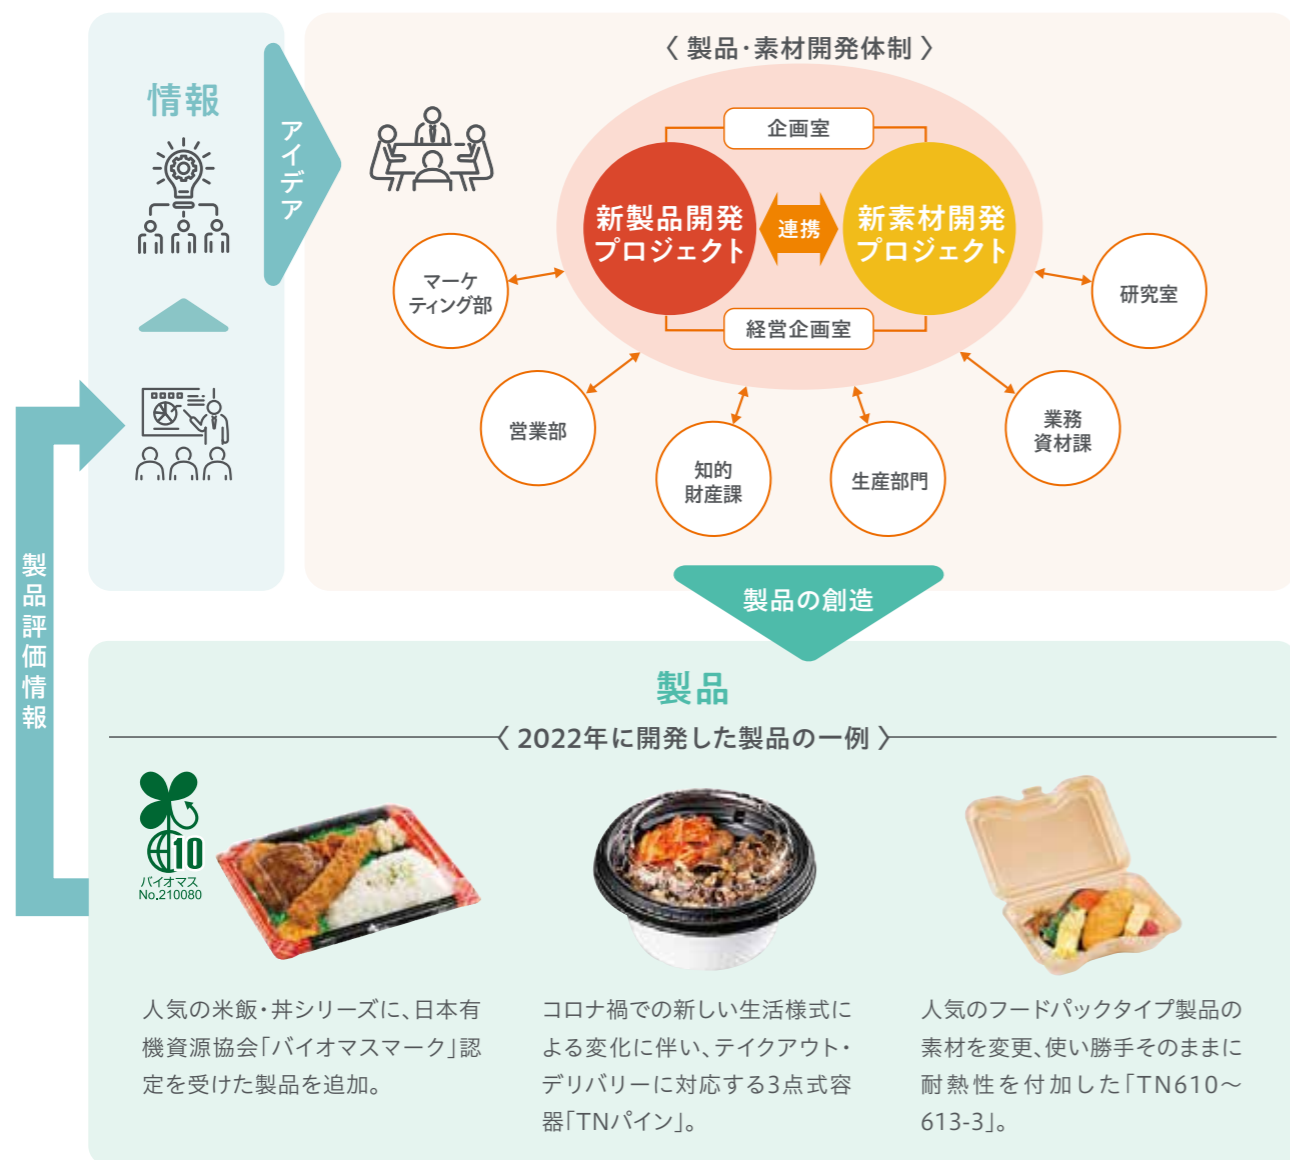 情報
アイデア
〈 製品・素材開発体制 〉
企画室
新製品開発
プロジェクト
連携
新素材開発
プロジェクト
経営企画室
マーケ
ティング部
営業部
知的
財産課
生産部門
業務
資材課
研究室
製品の創造
製品評価情報
製品
〈 2022年に開発した製品の一例 〉
10
バイオマス
No.210080
人気の米飯・丼シリーズに、日本有
機資源協会「バイオマスマーク」認
定を受けた製品を追加。
コロナ禍での新しい生活様式に
よる変化に伴い、テイクアウト・
デリバリーに対応する3点式容
器「TNパイン」。
人気のフードパックタイプ製品の
素材を変更、使い勝手そのままに
耐熱性を付加した「TN610～
613-3」。